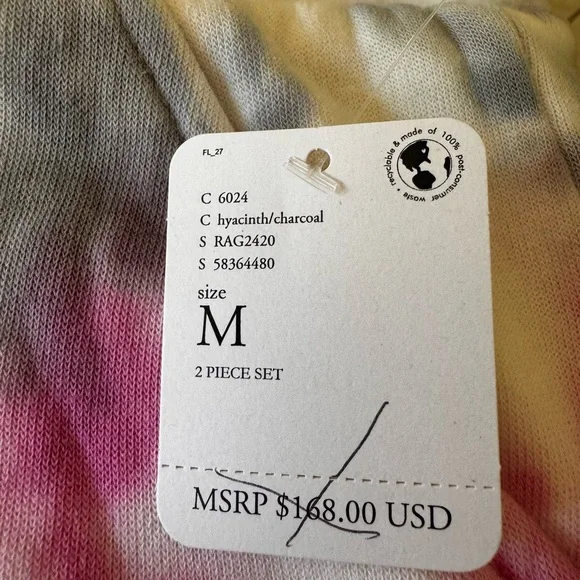 FL_27
recyclable & made of 100% post-consumer waste •
C 6024
C hyacinth/charcoal
S RAG2420
S 58364480
size
M
2 PIECE SET
MSRP $168.00 USD